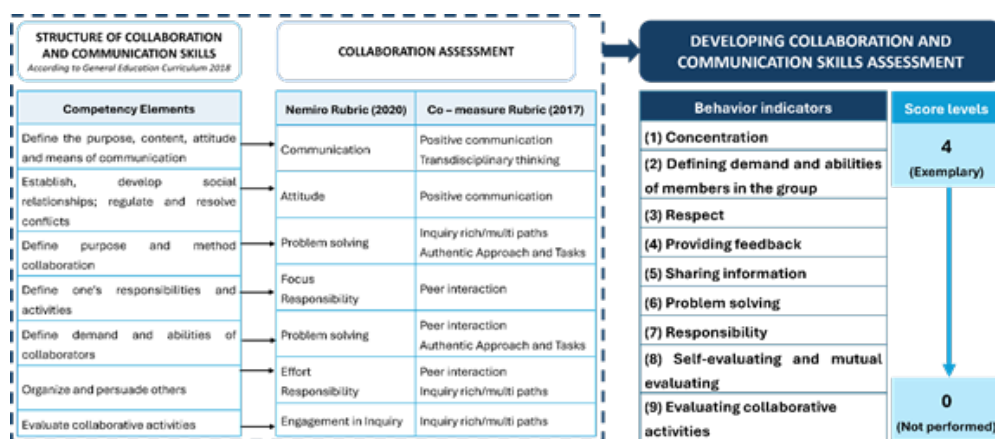 STRUCTURE OF COLLABORATION
AND COMMUNICATION SKILLS
According to General Education Curriculum 2018
COLLABORATION ASSESSMENT
DEVELOPING COLLABORATION AND
COMMUNICATION SKILLS ASSESSMENT
Competency Elements
Define the purpose, content, attitude
and means of communication
Establish, develop social
relationships; regulate and resolve
conflicts
Define purpose and method
collaboration
Define one's responsibilities and
activities
Define demand and abilities of
collaborators
Organize and persuade others
Evaluate collaborative activities
Nemiro Rubric (2020)
Communication
Attitude
Problem solving
Focus
Responsibility
Problem solving
Effort
Responsibility
Engagement in Inquiry
Co – measure Rubric (2017)
Positive communication
Transdisciplinary thinking
Positive communication
Inquiry rich/multi paths
Authentic Approach and Tasks
Peer interaction
Peer interaction
Authentic Approach and Tasks
Peer interaction
Inquiry rich/multi paths
Inquiry rich/multi paths
Behavior indicators
(1) Concentration
(2) Defining demand and abilities
of members in the group
(3) Respect
(4) Providing feedback
(5) Sharing information
(6) Problem solving
(7) Responsibility
(8) Self-evaluating and mutual
evaluating
(9) Evaluating collaborative
activities
Score levels
4
(Exemplary)
0
(Not performed)